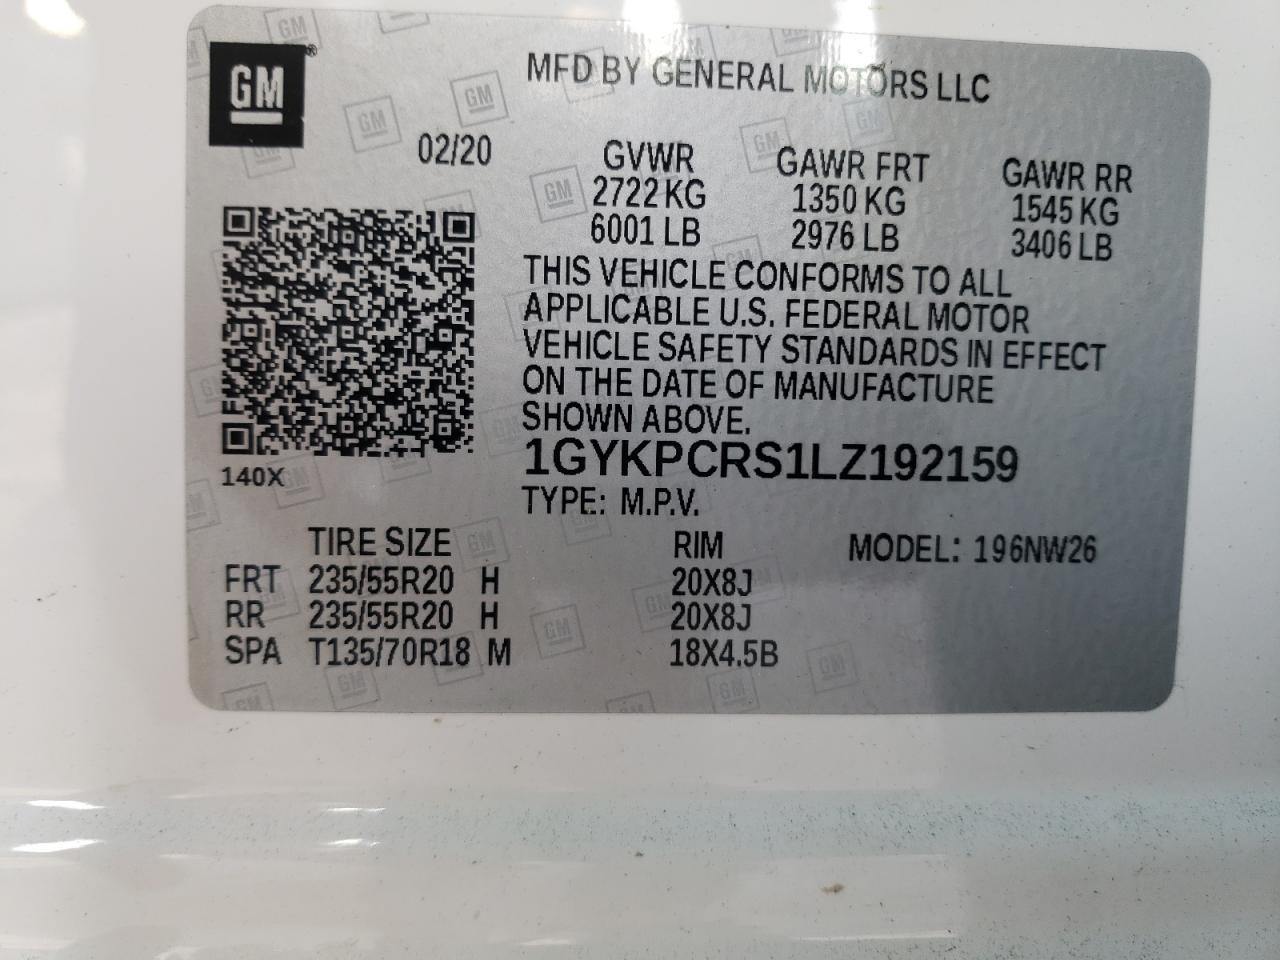 GM®
MFD BY GENERAL MOTORS LLC
02/20
GVWR GAWR FRT GAWR RR
2722 KG 1350 KG 1545 KG
6001 LB 2976 LB 3406 LB
THIS VEHICLE CONFORMS TO ALL
APPLICABLE U.S. FEDERAL MOTOR
VEHICLE SAFETY STANDARDS IN EFFECT
ON THE DATE OF MANUFACTURE
SHOWN ABOVE.
1GYKPCRS1LZ192159
140X
TYPE: M.P.V.
TIRE SIZE RIM MODEL: 196NW26
FRT 235/55R20 H 20X8J
RR 235/55R20 H 20X8J
SPA T135/70R18 M 18X4.5B